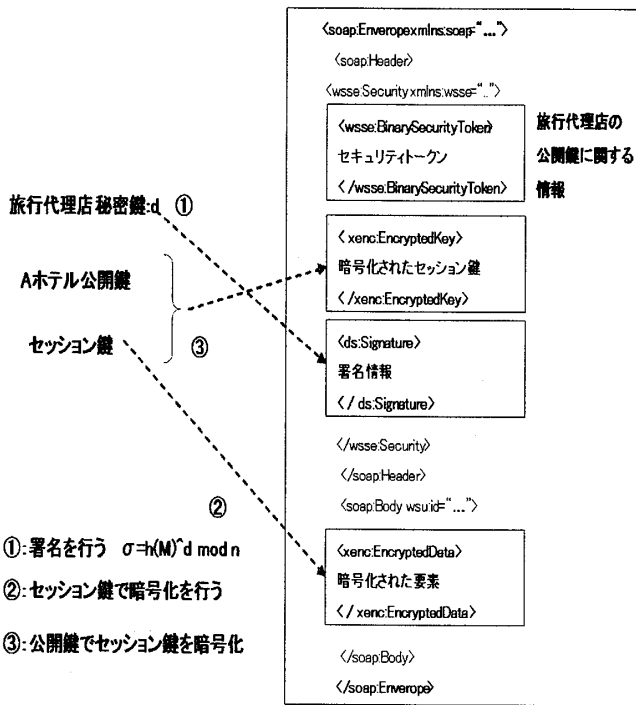 <soap:EnveropexmIns:soap="...">
<soap:Header>
<wsse:Security xmIns:wsse="..">
<wsse:BinarySecurityToken>
セキュリティトークン
</wsse:BinarySecurityToken>
旅行代理店の
公開鍵に関する
情報
旅行代理店 秘密鍵:d ①
Aホテル公開鍵
セッション鍵
③
<xenc:EncryptedKey>
暗号化されたセッション鍵
</xenc:EncryptedKey>
<ds:Signature>
署名情報
</ ds:Signature>
</wsse:Security>
</soap:Header>
<soap:Body wsu:id="...">
②
<xenc:EncryptedData>
暗号化された要素
</ xenc:EncryptedData>
</soap:Body>
</soap:Enverope>
①:署名を行う σ=h(M)^d mod n
②:セッション鍵で暗号化を行う
③:公開鍵でセッション鍵を暗号化